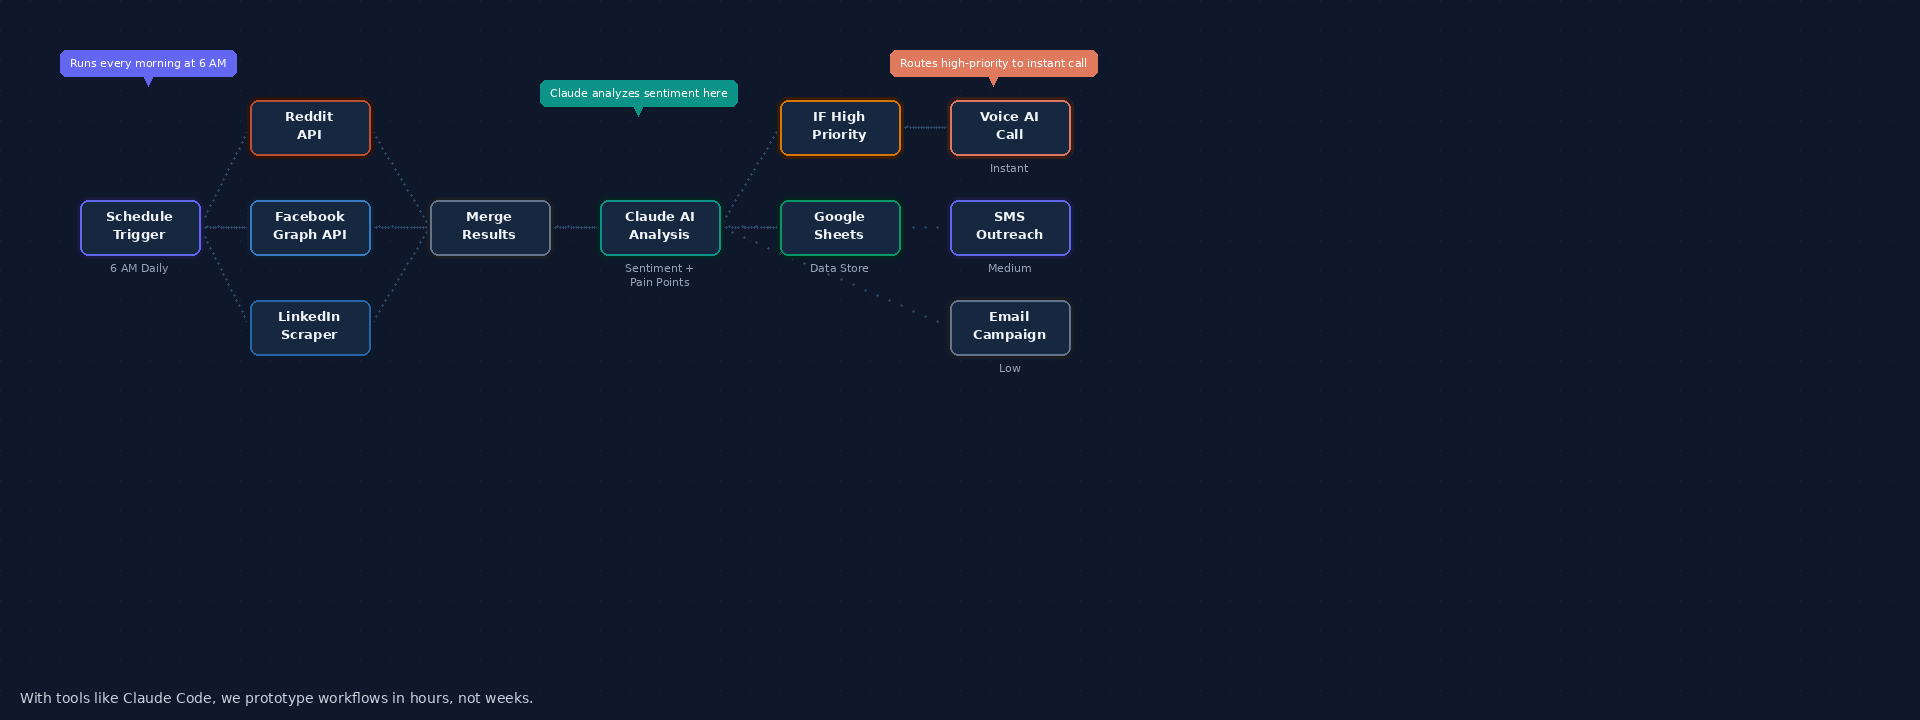 Runs every morning at 6 AM
Claude analyzes sentiment here
Routes high-priority to instant call
Schedule
Trigger
6 AM Daily
Reddit
API
Facebook
Graph API
LinkedIn
Scraper
Merge
Results
Claude AI
Analysis
Sentiment +
Pain Points
IF High
Priority
Google
Sheets
Data Store
Voice AI
Call
Instant
SMS
Outreach
Medium
Email
Campaign
Low
With tools like Claude Code, we prototype workflows in hours, not weeks.